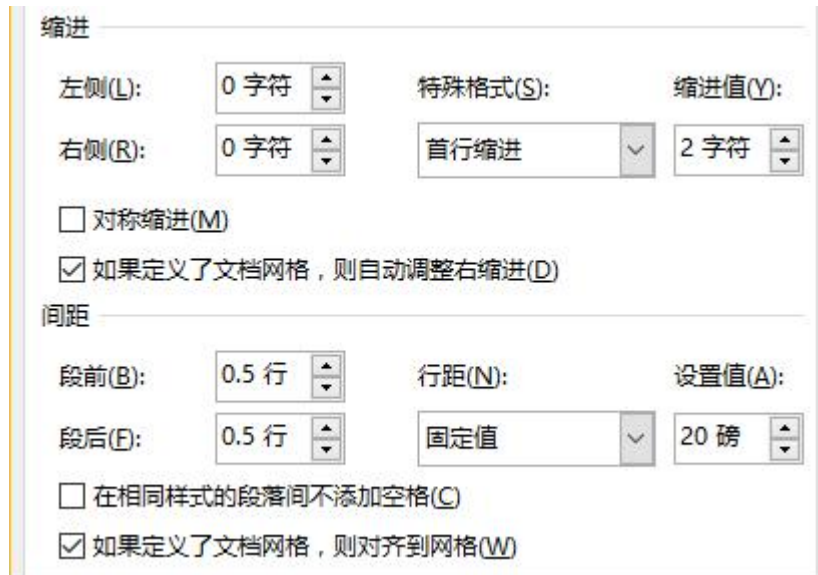 缩进
左侧(L): 0 字符 特殊格式(S): 缩进值(Y):
右侧(R): 0 字符 首行缩进 2 字符
对称缩进(M)
如果定义了文档网格，则自动调整右缩进(D)
间距
段前(B): 0.5 行 行距(N): 设置值(A):
段后(F): 0.5 行 固定值 20 磅
在相同样式的段落间不添加空格(C)
如果定义了文档网格，则对齐到网格(W)